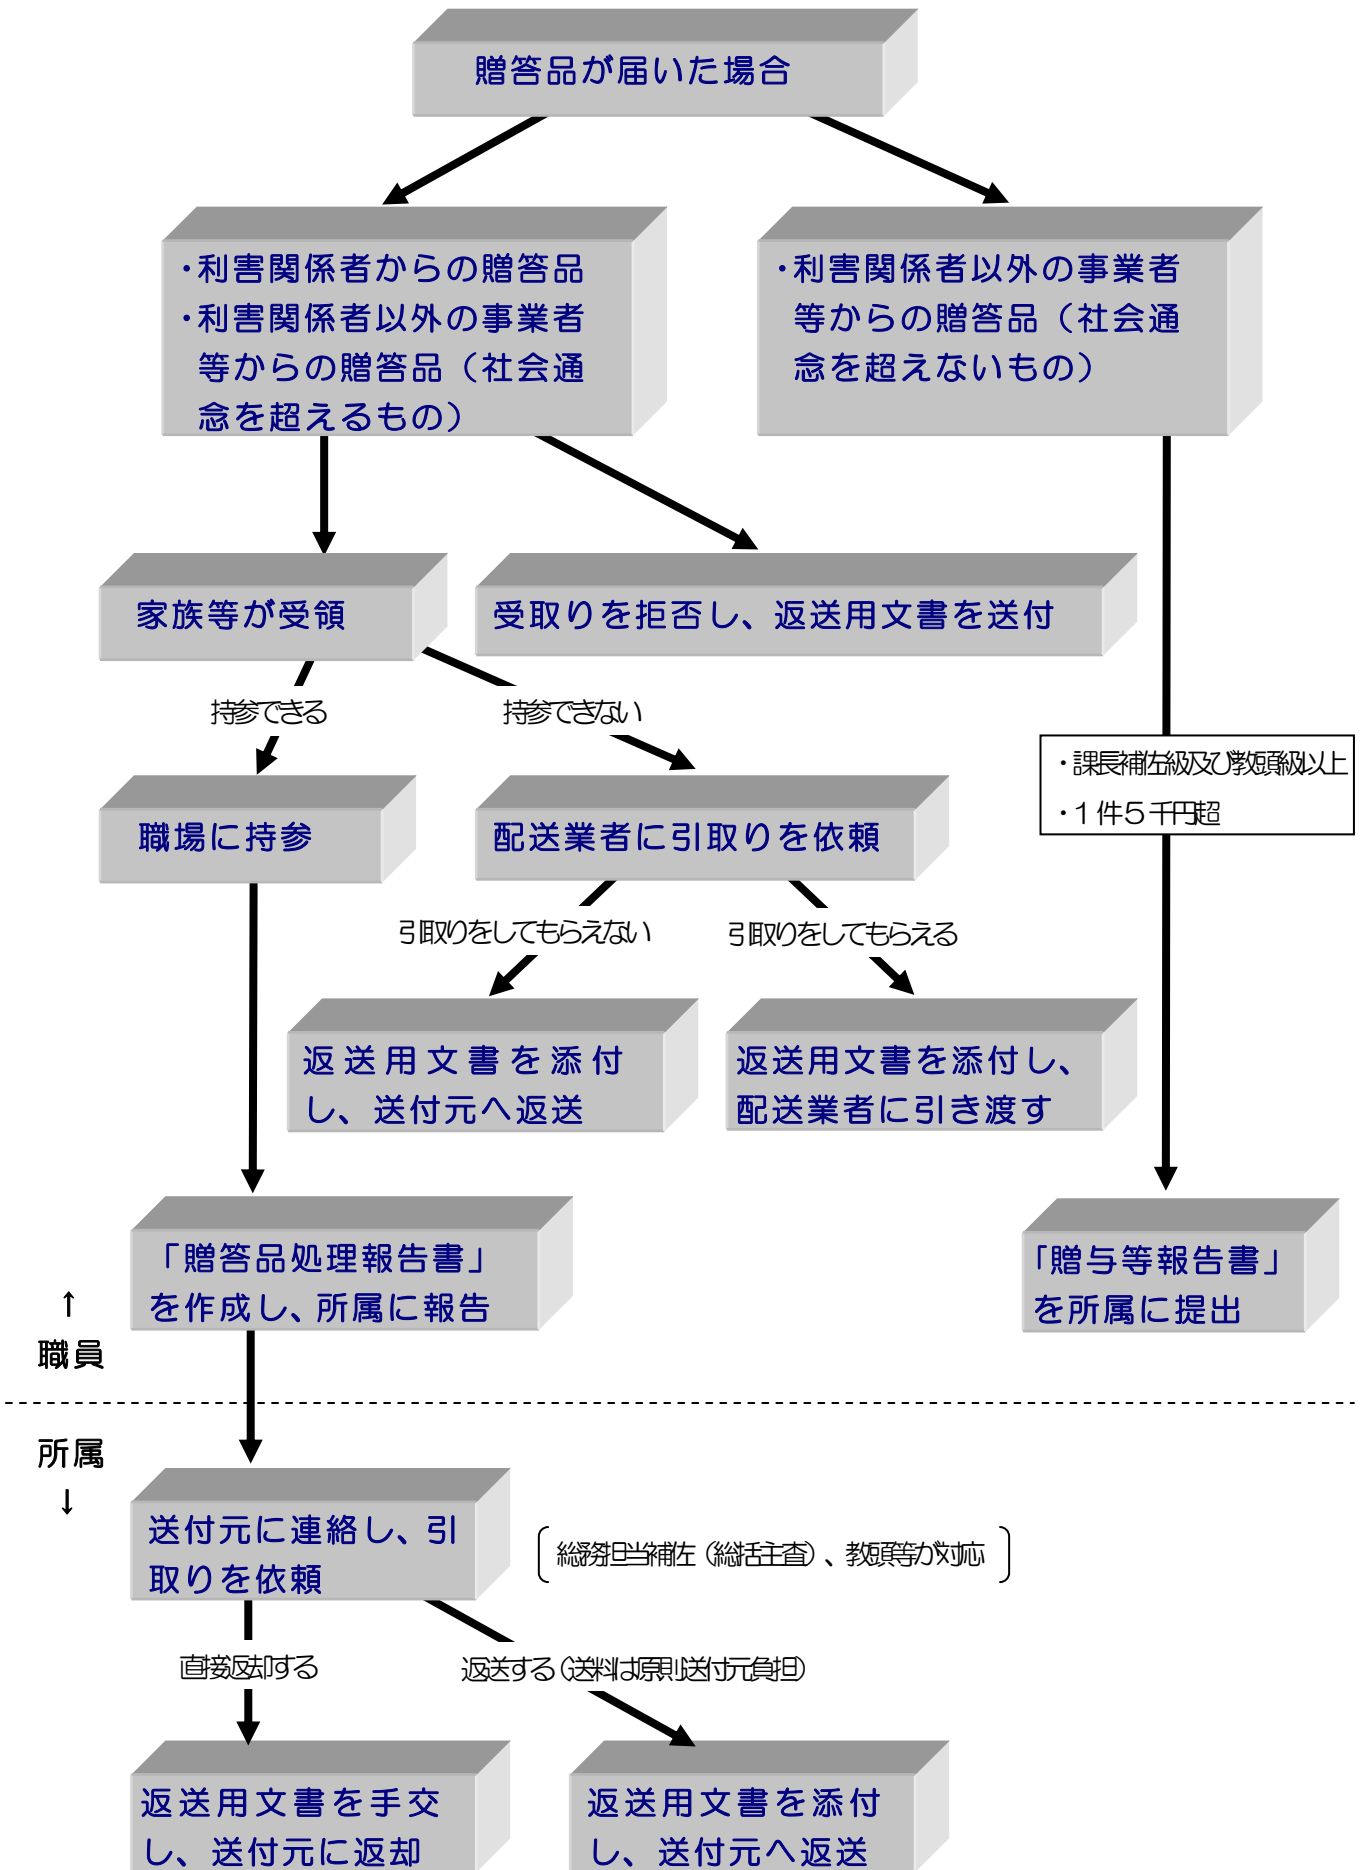 贈答品が届いた場合
・利害関係者からの贈答品
・利害関係者以外の事業者
等からの贈答品（社会通
念を超えるもの）
・利害関係者以外の事業者
等からの贈答品（社会通
念を超えないもの）
家族等が受領
受取りを拒否し、返送用文書を送付
持参できる
持参できない
・課長補佐級及び教頭級以上
・１件５千円超
職場に持参
配送業者に引取りを依頼
引取りをしてもらえない
引取りをしてもらえる
返送用文書を添付
し、送付元へ返送
返送用文書を添付し、
配送業者に引き渡す
「贈答品処理報告書」
を作成し、所属に報告
「贈与等報告書」
を所属に提出
↑
職員
所属
↓
送付元に連絡し、引
取りを依頼
総務担当補佐（総括主査）、教頭等が対応
直接返却する
返送する（送料は原則送付元負担）
返送用文書を手交
し、送付元に返却
返送用文書を添付
し、送付元へ返送